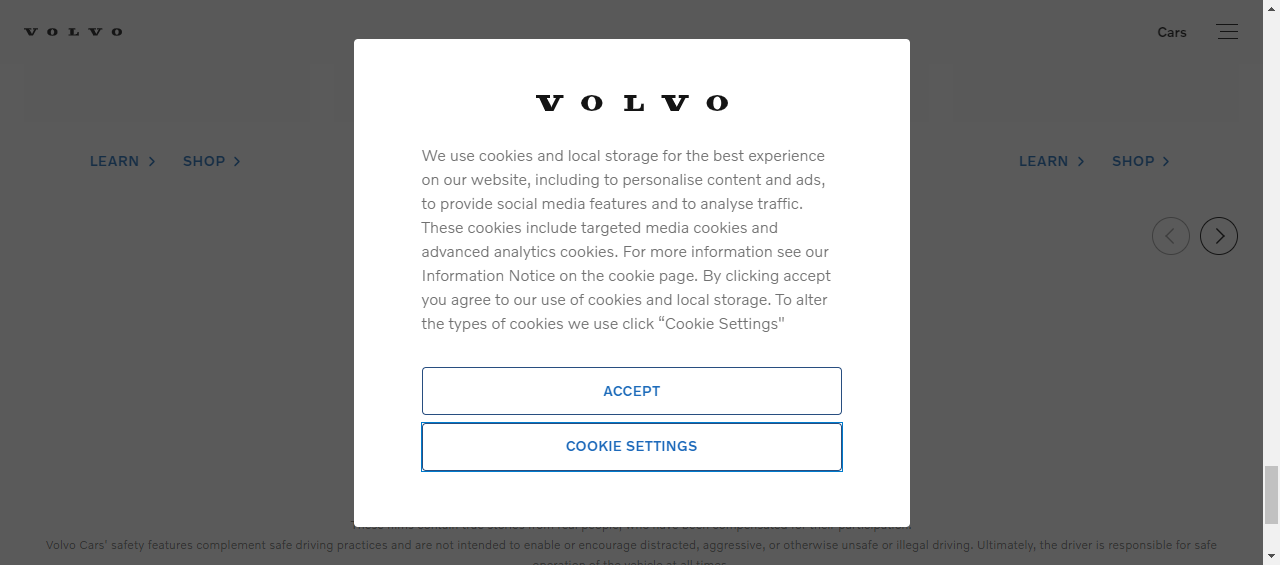 VOLVO
Cars
VOLVO
LEARN SHOP
LEARN SHOP
We use cookies and local storage for the best experience
on our website, including to personalise content and ads,
to provide social media features and to analyse traffic.
These cookies include targeted media cookies and
advanced analytics cookies. For more information see our
Information Notice on the cookie page. By clicking accept
you agree to our use of cookies and local storage. To alter
the types of cookies we use click “Cookie Settings"
ACCEPT
COOKIE SETTINGS
Volvo Cars' safety features complement safe driving practices and are not intended to enable or encourage distracted, aggressive, or otherwise unsafe or illegal driving. Ultimately, the driver is responsible for safe